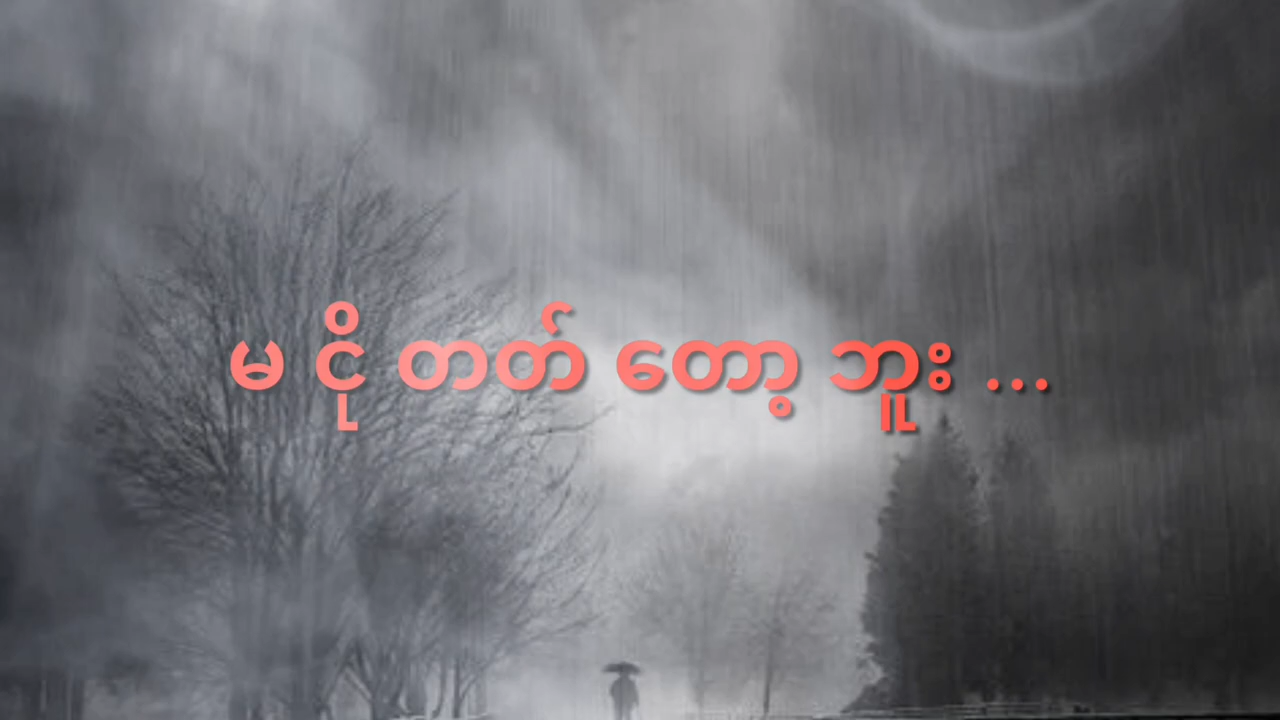 မ ငို တတ် တော့ ဘူး ...